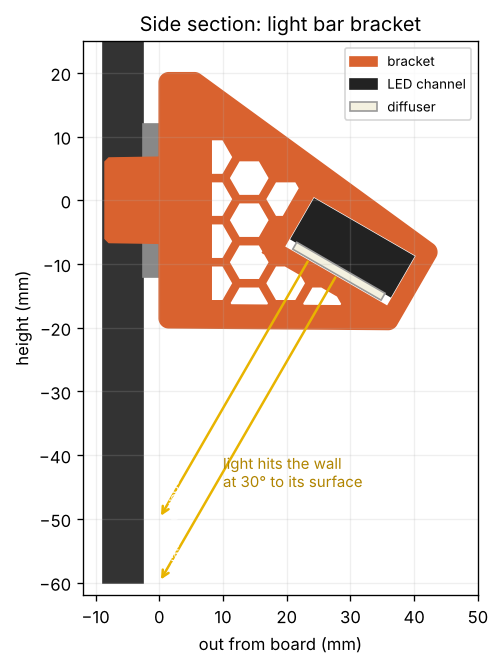 Side section: light bar bracket
bracket
LED channel
diffuser
20
10
0
−10
−20
−30
−40
−50
−60
height (mm)
light hits the wall
at 30° to its surface
−10
0
10
20
30
40
50
out from board (mm)